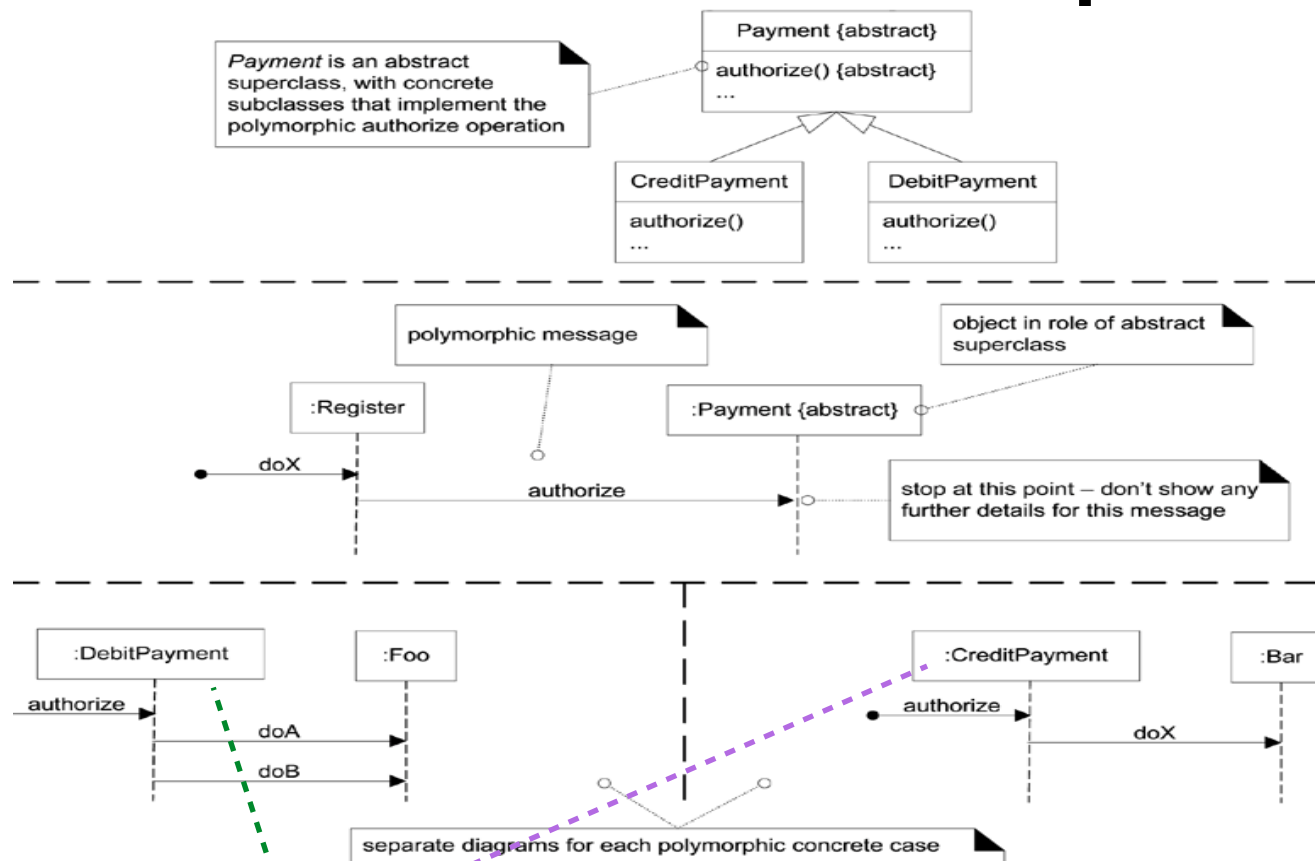 Payment {abstract}
authorize() {abstract}
...
Payment is an abstract
superclass, with concrete
subclasses that implement the
polymorphic authorize operation
CreditPayment
authorize()
...
DebitPayment
authorize()
...
polymorphic message
object in role of abstract
superclass
:Register
:Payment {abstract}
doX
authorize
stop at this point – don't show any
further details for this message
:DebitPayment
:Foo
authorize
doA
doB
:CreditPayment
:Bar
authorize
doX
separate diagrams for each polymorphic concrete case